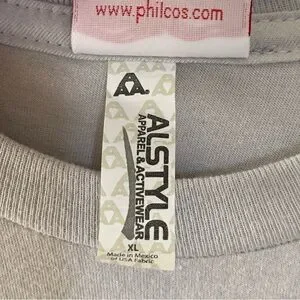 www.philcos.com
AA.
ALSTYLE
APPAREL & ACTIVEWEAR
XL
Made in Mexico
of USA Fabric